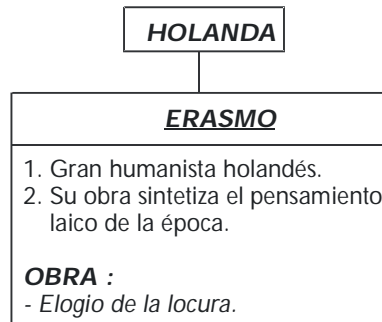 HOLANDA
ERASMO
1. Gran humanista holandés.
2. Su obra sintetiza el pensamiento
laico de la época.
OBRA :
- Elogio de la locura.